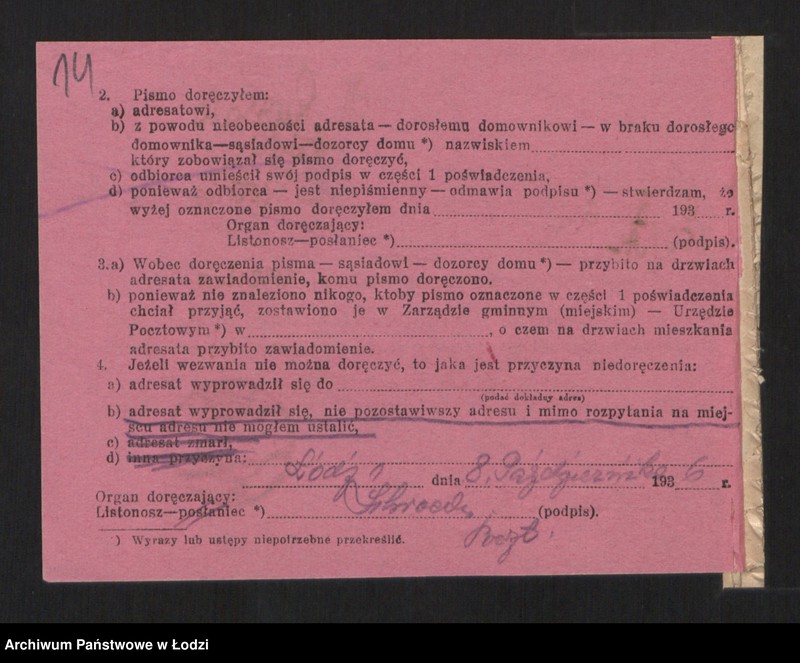 14
2. Pismo doręczyłem:
a) adresatowi,
b) z powodu nieobecności adresata — dorosłemu domownikowi — w braku dorosłego
domownika—sąsiadowi—dozorcy domu *) nazwiskiem
który zobowiązał się pismo doręczyć,
c) odbiorca umieścił swój podpis w części 1 poświadczenia,
d) ponieważ odbiorca — jest niepiśmienny — odmawia podpisu *) — stwierdzam, że
wyżej oznaczone pismo doręczyłem dnia 193 r.
Organ doręczający:
Listonosz—posłaniec *) (podpis).
3. a) Wobec doręczenia pisma — sąsiadowi — dozorcy domu *) — przybito na drzwiach
adresata zawiadomienie, komu pismo doręczono.
b) ponieważ nie znaleziono nikogo, ktoby pismo oznaczone w części 1 poświadczenia
chciał przyjąć, zostawiono je w Zarządzie gminnym (miejskim) — Urzędzie
Pocztowym *) w , o czem na drzwiach mieszkania
adresata przybito zawiadomienie.
4. Jeżeli wezwania nie można doręczyć, to jaka jest przyczyna niedoręczenia:
a) adresat wyprowadził się do
(podać dokładny adres)
b) adresat wyprowadził się, nie pozostawiwszy adresu i mimo rozpytania na miej-
scu adresu nie mogłem ustalić,
c) adresat zmarł,
d) inna przyczyna:
Łódź dnia 8. Października 193 6 r.
Organ doręczający:
Listonosz—posłaniec *) (podpis).
*) Wyrazy lub ustępy niepotrzebne przekreślić.
Archiwum Państwowe w Łodzi